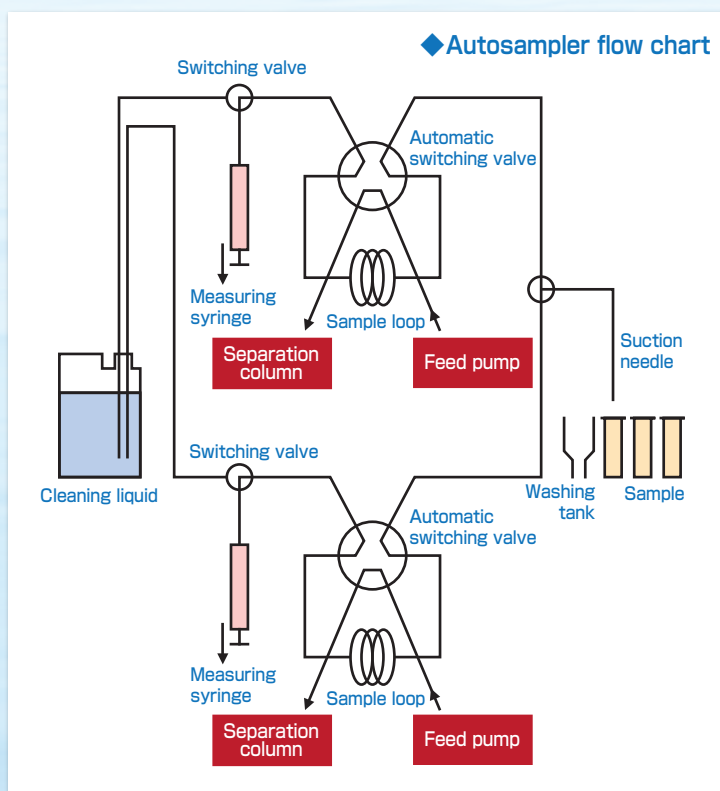 ◆Autosampler flow chart
Switching valve
Automatic
switching valve
Measuring
syringe
Sample loop
Separation
column
Feed pump
Suction
needle
Switching valve
Cleaning liquid
Washing
tank
Sample
Automatic
switching valve
Measuring
syringe
Sample loop
Separation
column
Feed pump